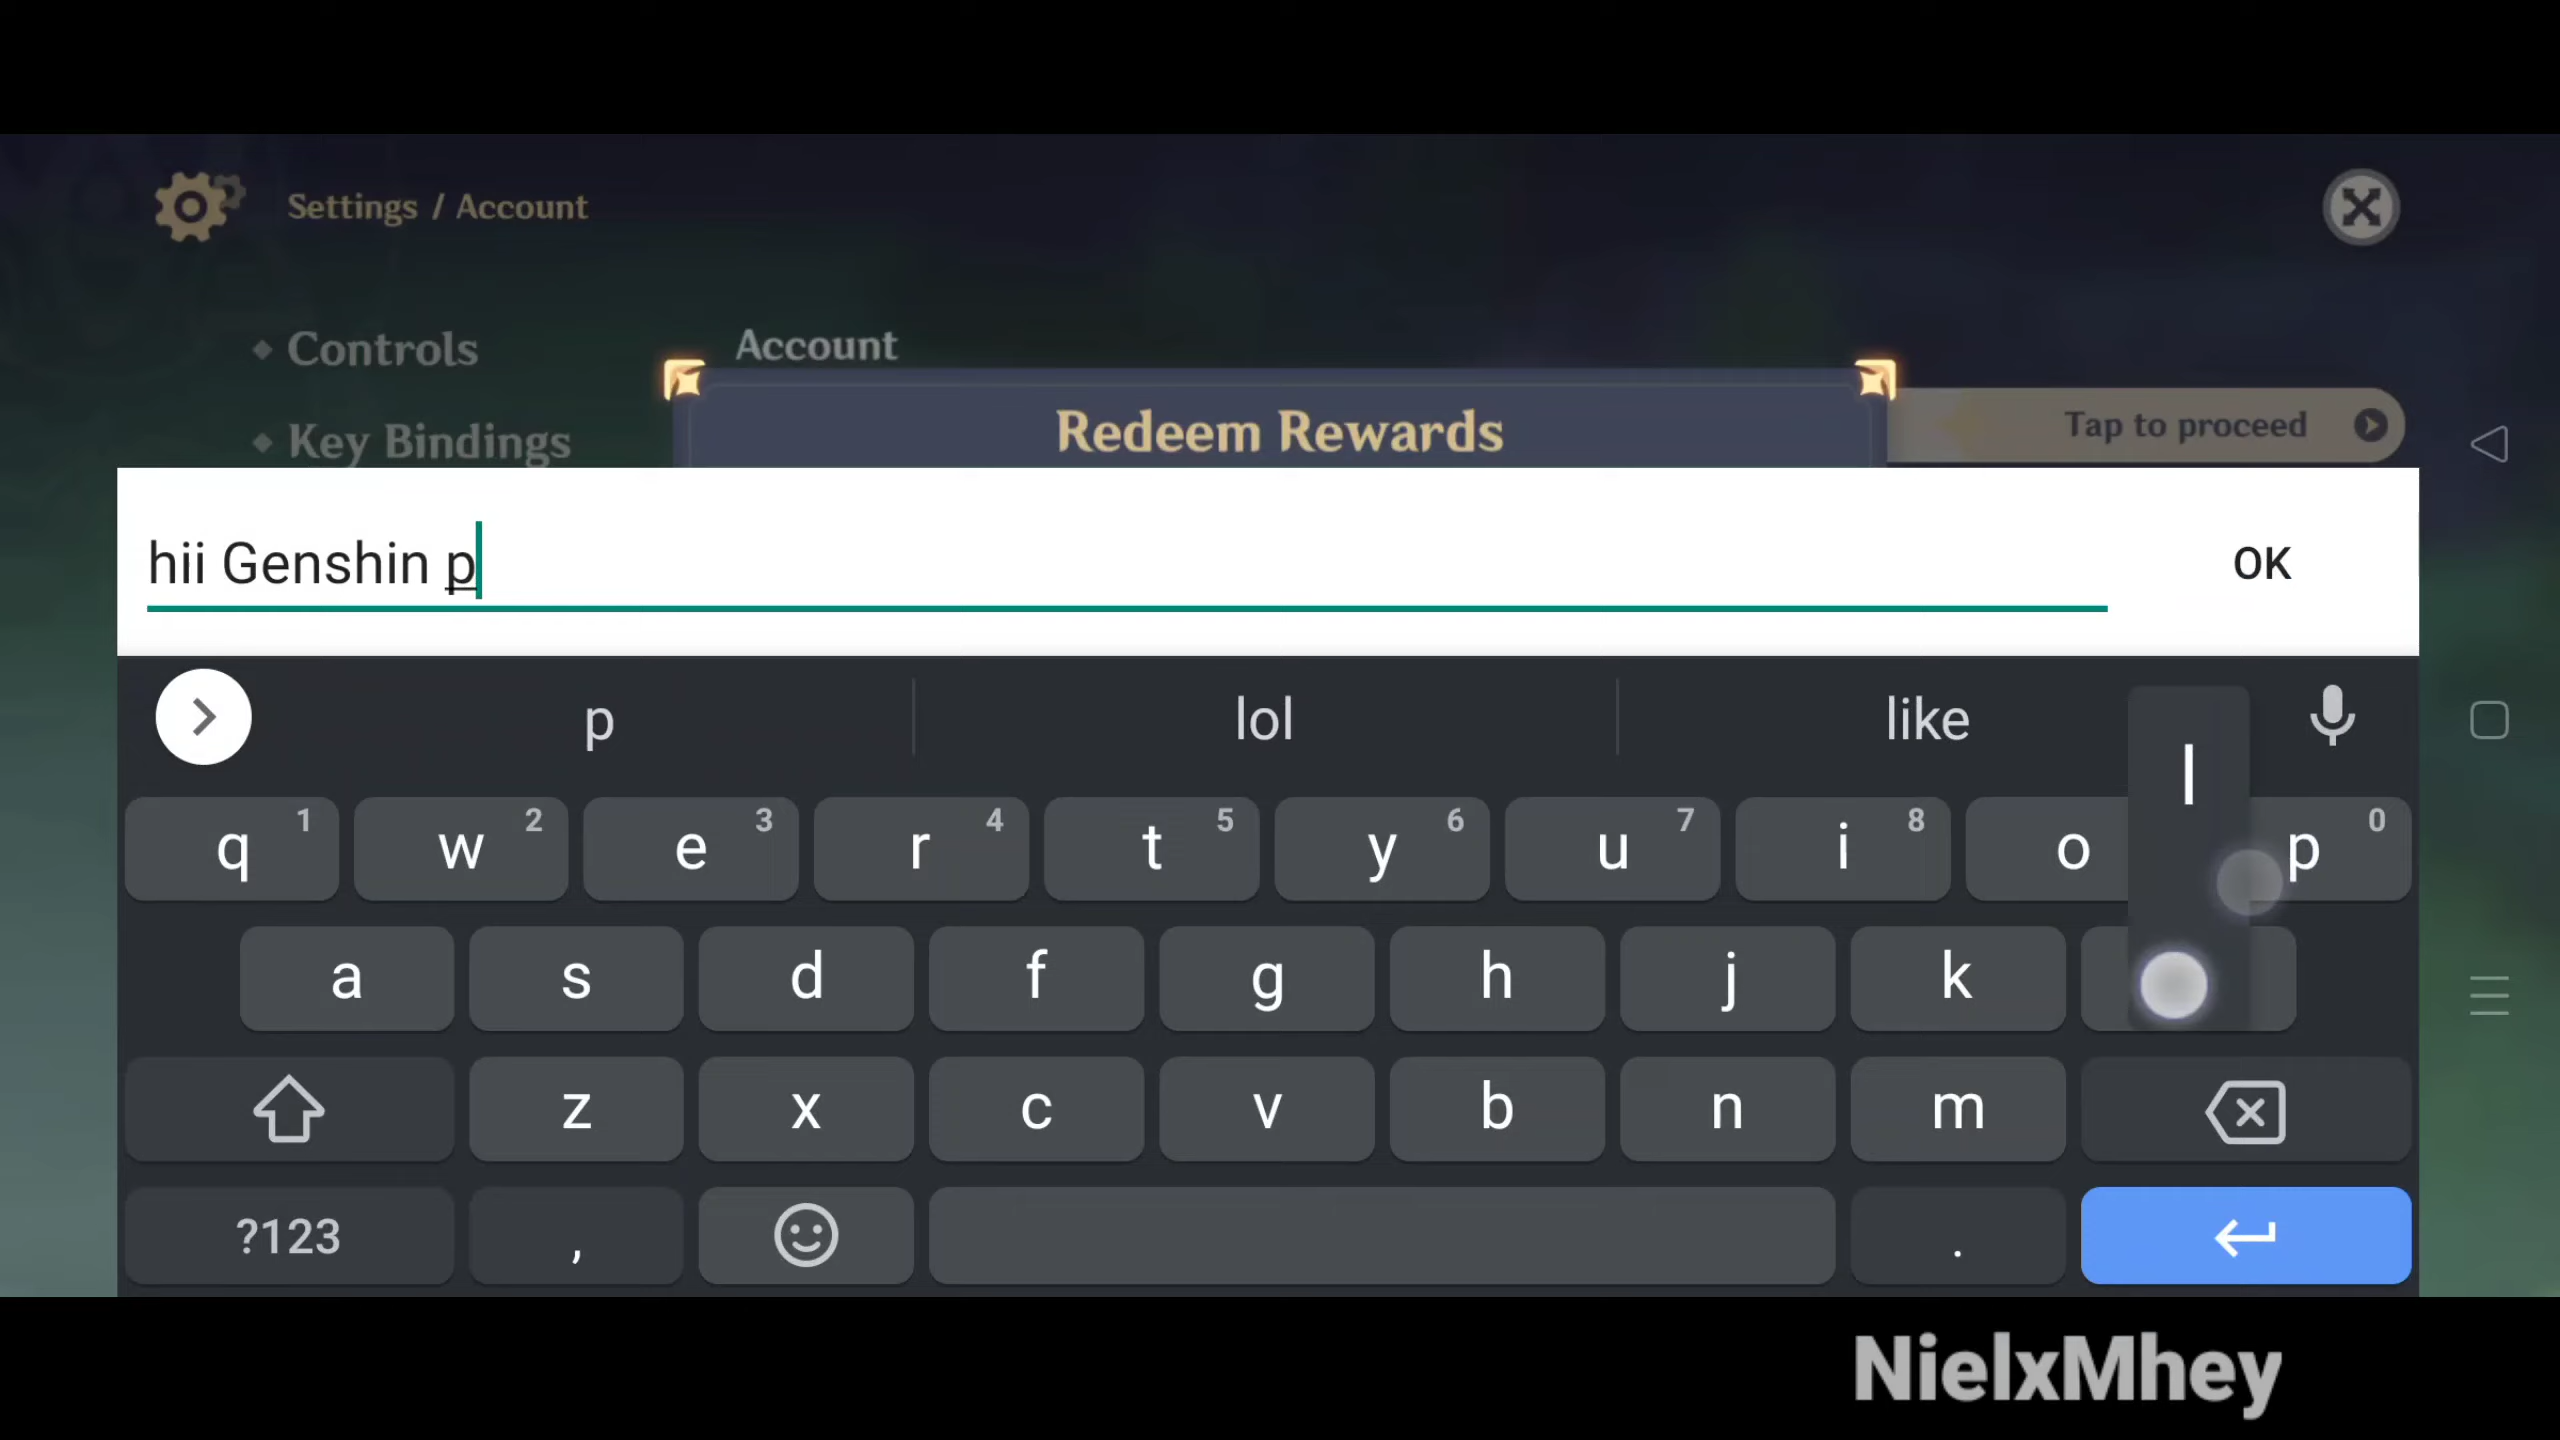 Settings / Account
Controls
Account
Key Bindings
Redeem Rewards
Tap to proceed
hii Genshin p
OK
p lol like
l
q 1 w 2 e 3 r 4 t 5 y 6 u 7 i 8 o p 0
a s d f g h j k
z x c v b n m
?123 , .
NielxMhey